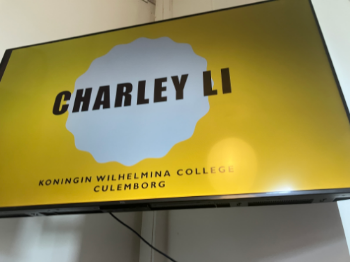 CHARLEY LI
KONINGIN WILHELMINA COLLEGE
CULEMBORG